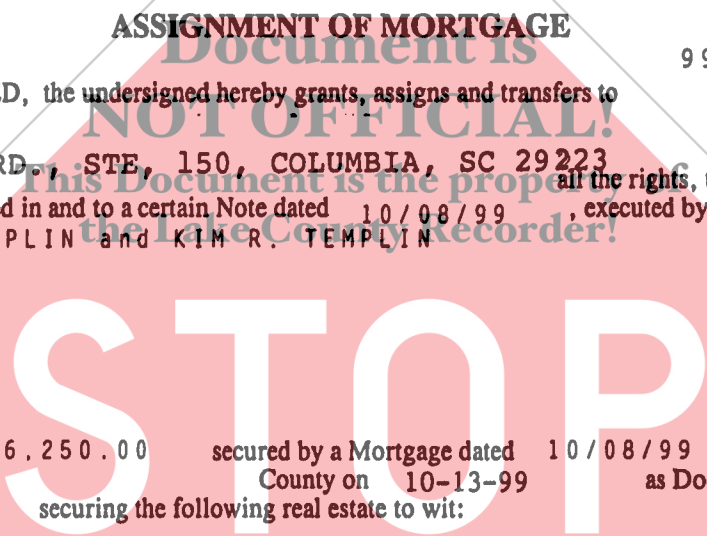 ASSIGNMENT OF MORTGAGE
Document is
99
D, the undersigned hereby grants, assigns and transfers to
NOT OFFICIAL!
RD., STE, 150, COLUMBIA, SC 29223
all the rights,
This Document is the property of
d in and to a certain Note dated 10/08/99 , executed by
the Lake County Recorder!
PLIN and KIM R. TEMPLIN
STOP
6,250.00 secured by a Mortgage dated 10/08/99
County on 10-13-99 as Do
securing the following real estate to wit: